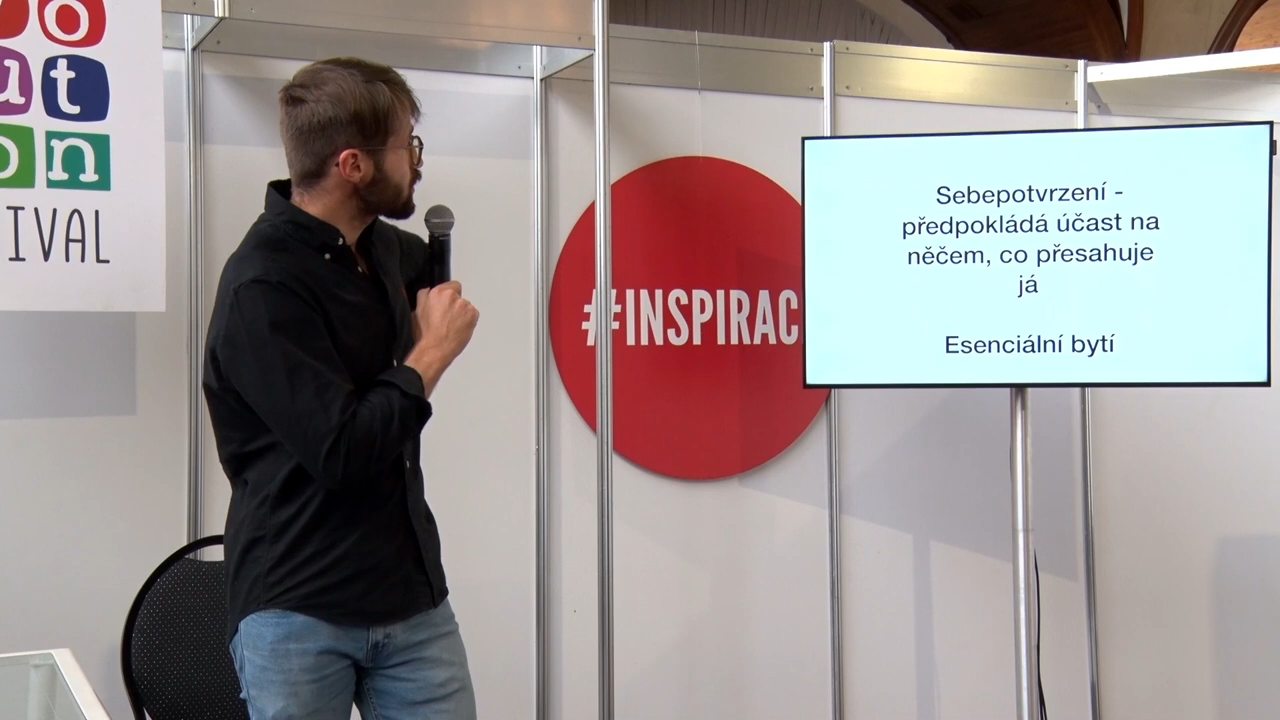 o
ut
on
IVAL
##INSPIRAC
Sebepotvrzení -
předpokládá účast na
něčem, co přesahuje
já
Esenciální bytí